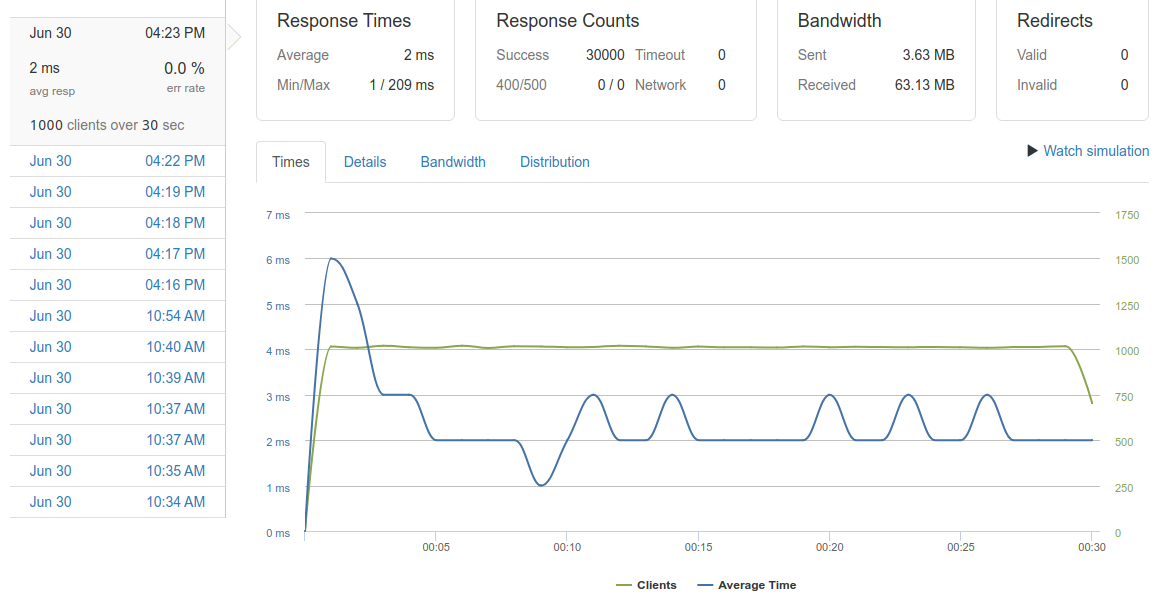 Jun 30 04:23 PM
2 ms 0.0 %
avg resp err rate
1000 clients over 30 sec
Jun 30 04:22 PM
Jun 30 04:19 PM
Jun 30 04:18 PM
Jun 30 04:17 PM
Jun 30 04:16 PM
Jun 30 10:54 AM
Jun 30 10:40 AM
Jun 30 10:39 AM
Jun 30 10:37 AM
Jun 30 10:37 AM
Jun 30 10:35 AM
Jun 30 10:34 AM
Response Times
Average 2 ms
Min/Max 1 / 209 ms
Response Counts
Success 30000 Timeout 0
400/500 0 / 0 Network 0
Bandwidth
Sent 3.63 MB
Received 63.13 MB
Redirects
Valid 0
Invalid 0
Times Details Bandwidth Distribution
Watch simulation
7 ms 1750
6 ms 1500
5 ms 1250
4 ms 1000
3 ms 750
2 ms 500
1 ms 250
0 ms 0
00:05 00:10 00:15 00:20 00:25 00:30
Clients Average Time